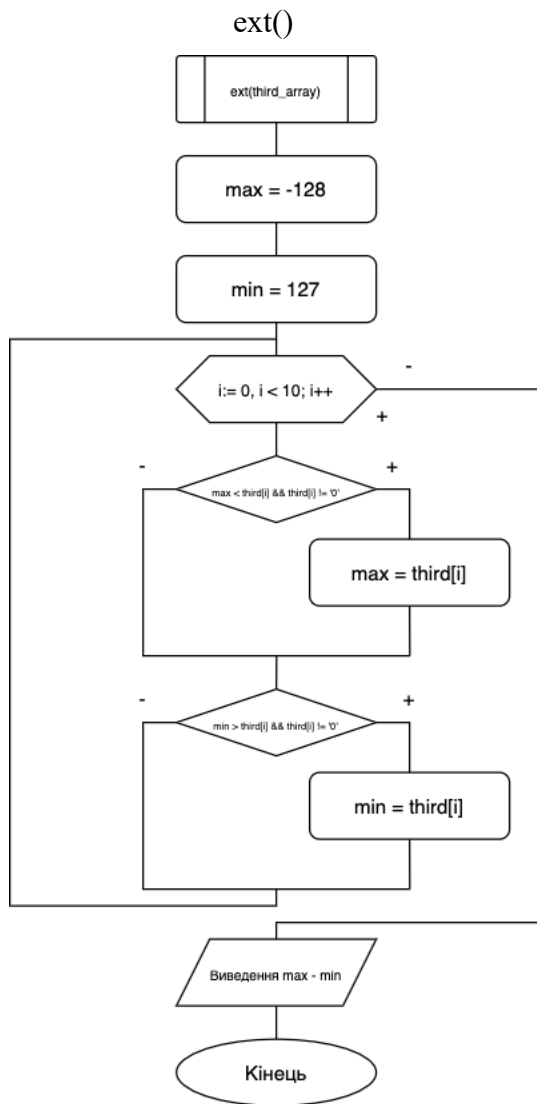 ext()
ext(third_array)
max = -128
min = 127
-
i:= 0, i < 10; i++
+
-
+
max < third[i] && third[i] != '0'
max = third[i]
-
+
min > third[i] && third[i] != '0'
min = third[i]
Виведення max - min
Кінець